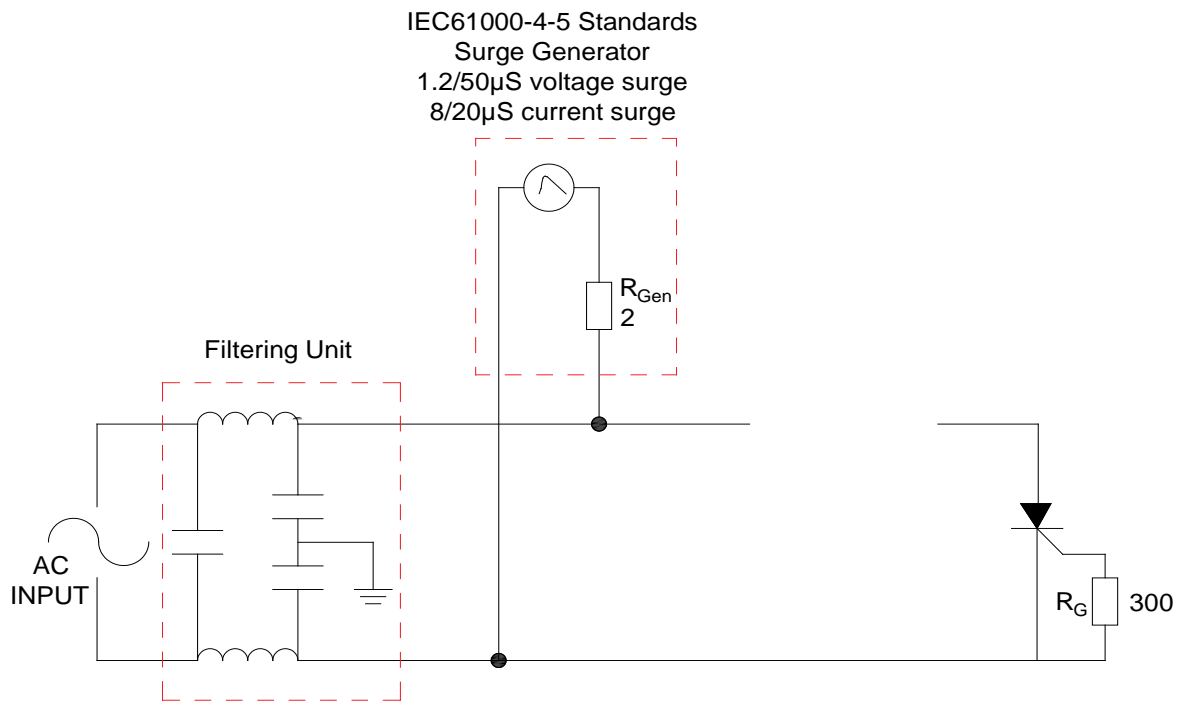 IEC61000-4-5 Standards
Surge Generator
1.2/50µS voltage surge
8/20µS current surge
RGen
2
Filtering Unit
AC
INPUT
RG 300